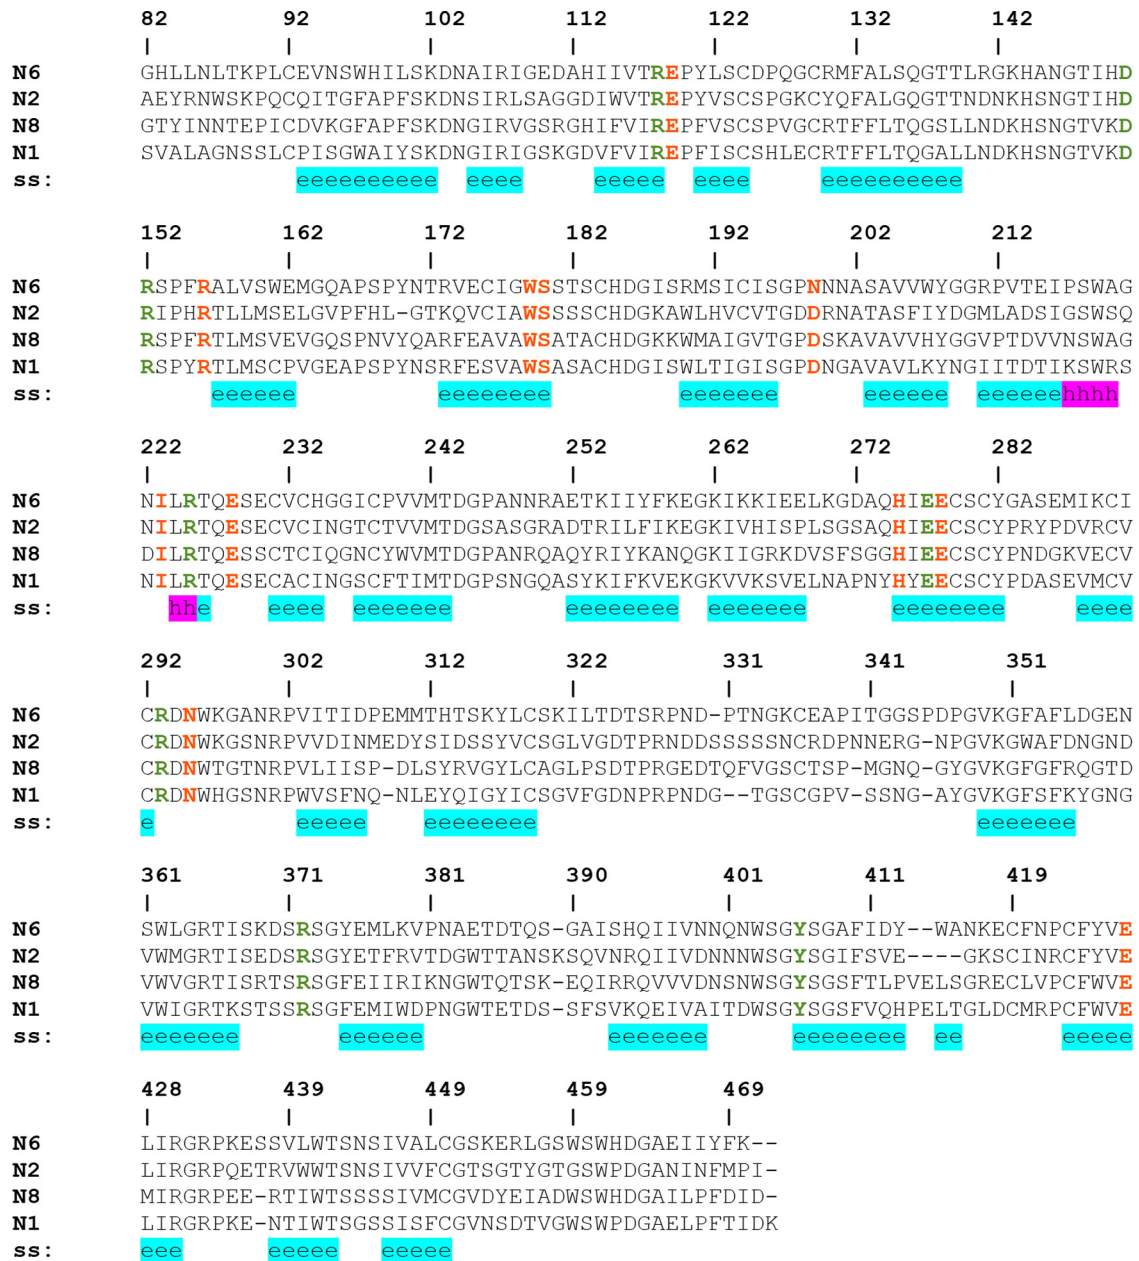 82 92 102 112 122 132 142
| | | | | | |
N6 GHLLNLTKPLCEVNSWHILSKDNAIRIGEDAHIIVTREPYLSCDPQGCRMFALSQGTTLRGKHANGTIHD
N2 AEYRNWSKPQCQITGFAPFSKDNSIRLSAGGDIWVTREPYVSCSPGKCYQFALGQGTTNDNKHSNGTIHD
N8 GTYINNTEPICDVKGFAPFSKDNGIRVGSRGHIFVIREPFVSCSPVGCRTFFLTQGSLLNDKHSNGTVKD
N1 SVALAGNSSLCPISGWAIYSKDNGIRIGSKGDVFVIREPFISCSHLECRTFFLTQGALLNDKHSNGTVKD
ss: eeeeeeeeee eeee eeeee eeee eeeeeeeeee
152 162 172 182 192 202 212
| | | | | | |
N6 RSPFRALVSWEMGQAPSPYNTRVECIGWSSTSCHDGISRMSICISGPNNNASAVVWYGGRPVTEIPSWAG
N2 RIPHRTLLMSELGVPFHL-GTKQVCIAWSSSSCHDGKAWLHVCVTGDDRNATASFIYDGMLADSIGSWSQ
N8 RSPFRTLMSVEVGQSPNVYQARFEAVAWSATACHDGKKWMAIGVTGPDSKAVAVVHYGGVPTDVVNSWAG
N1 RSPYRTLMSCPVGEAPSPYNSRFESVAWSASACHDGISWLTIGISGPDNGAVAVLKYNGIITDTIKSWRS
ss: eeeeee eeeeeeee eeeeeee eeeeee eeeeeehhhh
222 232 242 252 262 272 282
| | | | | | |
N6 NILRTQESECVCHGGICPVVMTDGPANNRAETKIIYFKEGKIKKIEELKGDAQHIEECSCYGASEMIKCI
N2 NILRTQESECVCINGTCTVVMTDGSASGRADTRILFIKEGKIVHISPLSGSAQHIEECSCYPRYPDVRCV
N8 DILRTQESSCTCIQGNCYWVMTDGPANRQAQYRIYKANQGKIIGRKDVSFSGGHIEECSCYPNDGKVECV
N1 NILRTQESECACINGSCFTIMTDGPSNGQASYKIFKVEKGKVVKSVELNAPNYHYEECSCYPDASEVMCV
ss: hhe eeee eeeeeee eeeeeeee eeeeeee eeeeeeee eeee
292 302 312 322 331 341 351
| | | | | | |
N6 CRDNWKGANRPVITIDPEMMTHTSKYLCSKILTDTSRPND-PTNGKCEAPITGGSPDPGVKGFAFLDGEN
N2 CRDNWKGSNRPVVDINMEDYSIDSSYVCSGLVGDTPRNDDSSSSSNCRDPNNERG-NPGVKGWAFDNGND
N8 CRDNWTGTNRPVLIISP-DLSYRVGYLCAGLPSDTPRGEDTQFVGSCTSP-MGNQ-GYGVKGFGFRQGTD
N1 CRDNWHGSNRPWVSFNQ-NLEYQIGYICSGVFGDNPRPNDG--TGSCGPV-SSNG-AYGVKGFSFKYGNG
ss: e eeeee eeeeeeee eeeeeee
361 371 381 390 401 411 419
| | | | | | |
N6 SWLGRTISKDSRSGYEMLKVPNAETDTQS-GAISHQIIVNNQNWSGYSGAFIDY--WANKECFNPCFYVE
N2 VWMGRTISEDSRSGYETFRVTDGWTTANSKSQVNRQIIVDNNNWSGYSGIFSVE----GKSCINRCFYVE
N8 VWVGRTISRTSRSGFEIIRIKNGWTQTSK-EQIRRQVVVDNSNWSGYSGSFTLPVELSGRECLVPCFWVE
N1 VWIGRTKSTSSRSGFEMIWDPNGWTETDS-SFSVKQEIVAITDWSGYSGSFVQHPELTGLDCMRPCFWVE
ss: eeeeeee eeeeee eeeeeee eeeeeeee ee eeeee
428 439 449 459 469
| | | | |
N6 LIRGRPKESSVLWTSNSIVALCGSKERLGSWSWHDGAEIIYFK--
N2 LIRGRPQETRVWWTSNSIVVFCGTSGTYGTGSWPDGANINFMPI-
N8 MIRGRPEE-RTIWTSSSSIVMCGVDYEIADWSWHDGAILPFDID-
N1 LIRGRPKE-NTIWTSGSSISFCGVNSDTVGWSWPDGAELPFTIDK
ss: eee eeeee eeeee